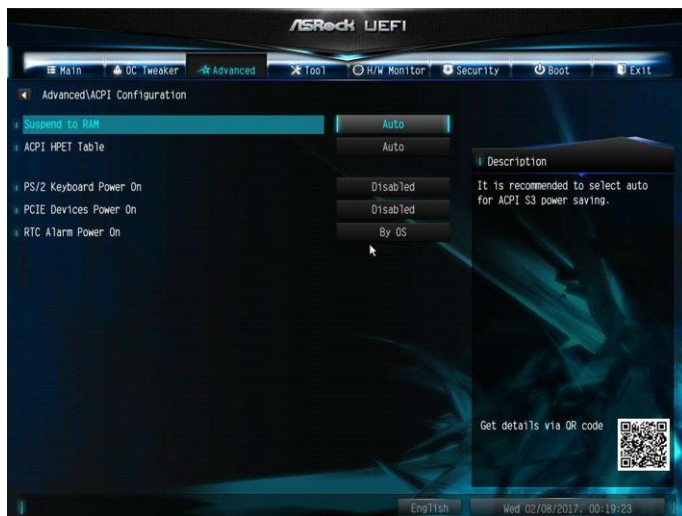 ASRock UEFI
Main OC Tweaker Advanced Tool H/W Monitor Security Boot Exit
Advanced\ACPI Configuration
Suspend to RAM Auto
ACPI HPET Table Auto
PS/2 Keyboard Power On Disabled
PCIE Devices Power On Disabled
RTC Alarm Power On By OS
Description
It is recommended to select auto
for ACPI S3 power saving.
Get details via QR code
English Wed 02/08/2017. 00:19:23